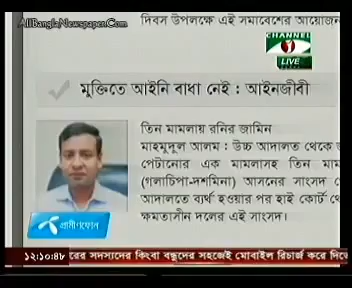 AllBanglaNewspaper.Com
দিবস উপলক্ষে এই সমাবেশের আয়োজন
CHANNEL
LIVE
মুক্তিতে আইনি বাধা নেই : আইনজীবী
তিন মামলায় রনির জামিন
মাহমুদুল আলম: উচ্চ আদালত থেকে
পেটানোর এক মামলাসহ তিন
(গলাচিপা-দশমিনা) আসনের সাংসদ
আদালতে ব্যর্থ হওয়ার পর হাই কোর্ট
ক্ষমতাসীন দলের এই সাংসদ।
গ্রামীণফোন
১২:১০:৪৮ রের সদস্যদের কিংবা বন্ধুদের সহজেই মোবাইল রিচার্জ করে দিতে